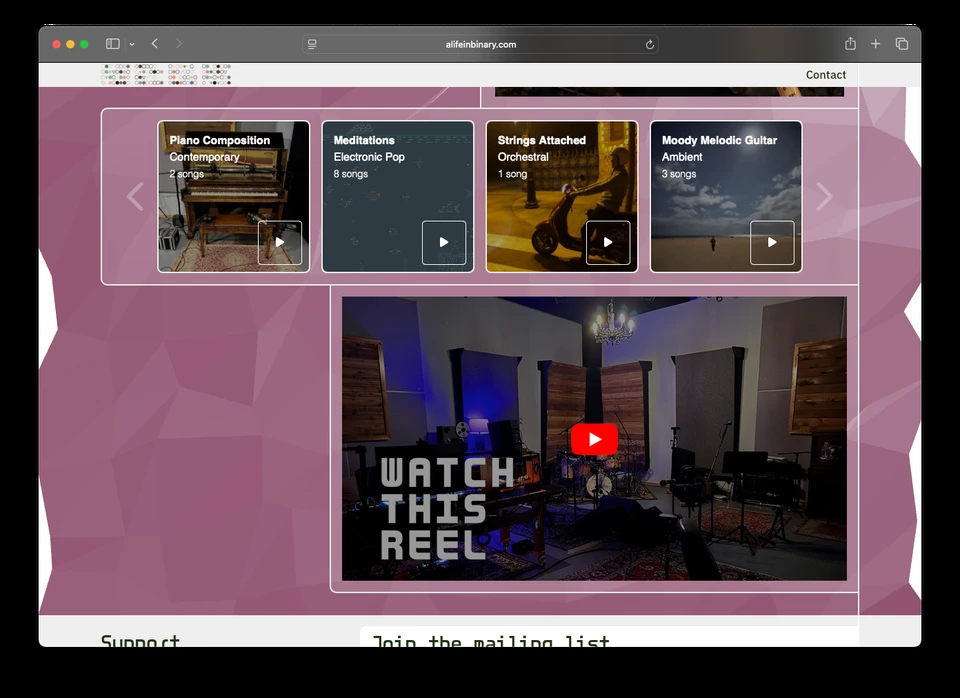 alifeinbinary.com
Contact
Piano Composition
Contemporary
2 songs
Meditations
Electronic Pop
8 songs
Strings Attached
Orchestral
1 song
Moody Melodic Guitar
Ambient
3 songs
WATCH
THIS
REEL
Support
Join the mailing list